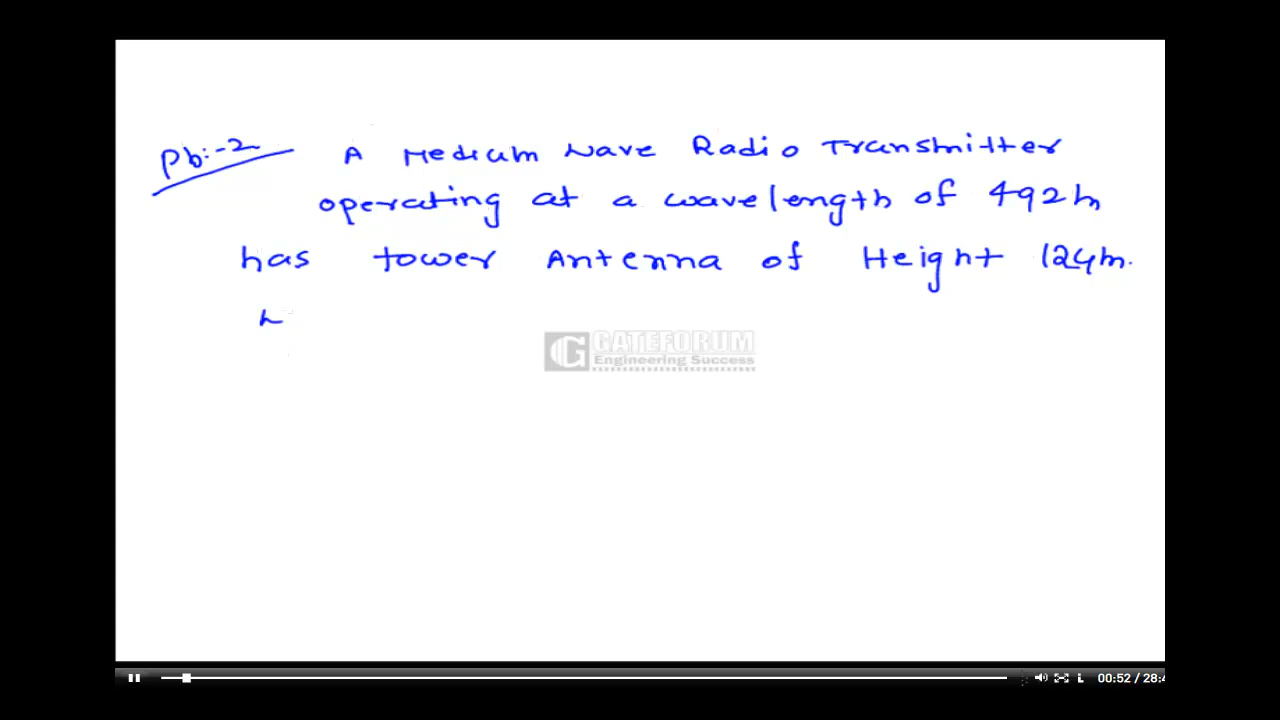 Pb:-2 A Medium Wave Radio Transmitter
operating at a wavelength of 492m
has tower Antenna of Height 124m.
GATEFORUM
Engineering Success
00:52 / 28:4